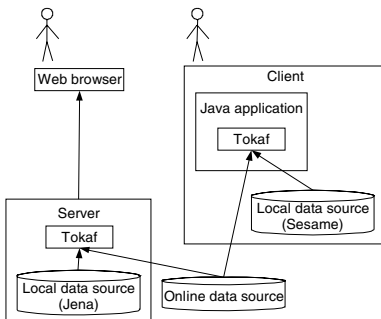 Web browser
Client
Java application
Tokaf
Local data source
(Sesame)
Server
Tokaf
Local data source
(Jena)
Online data source